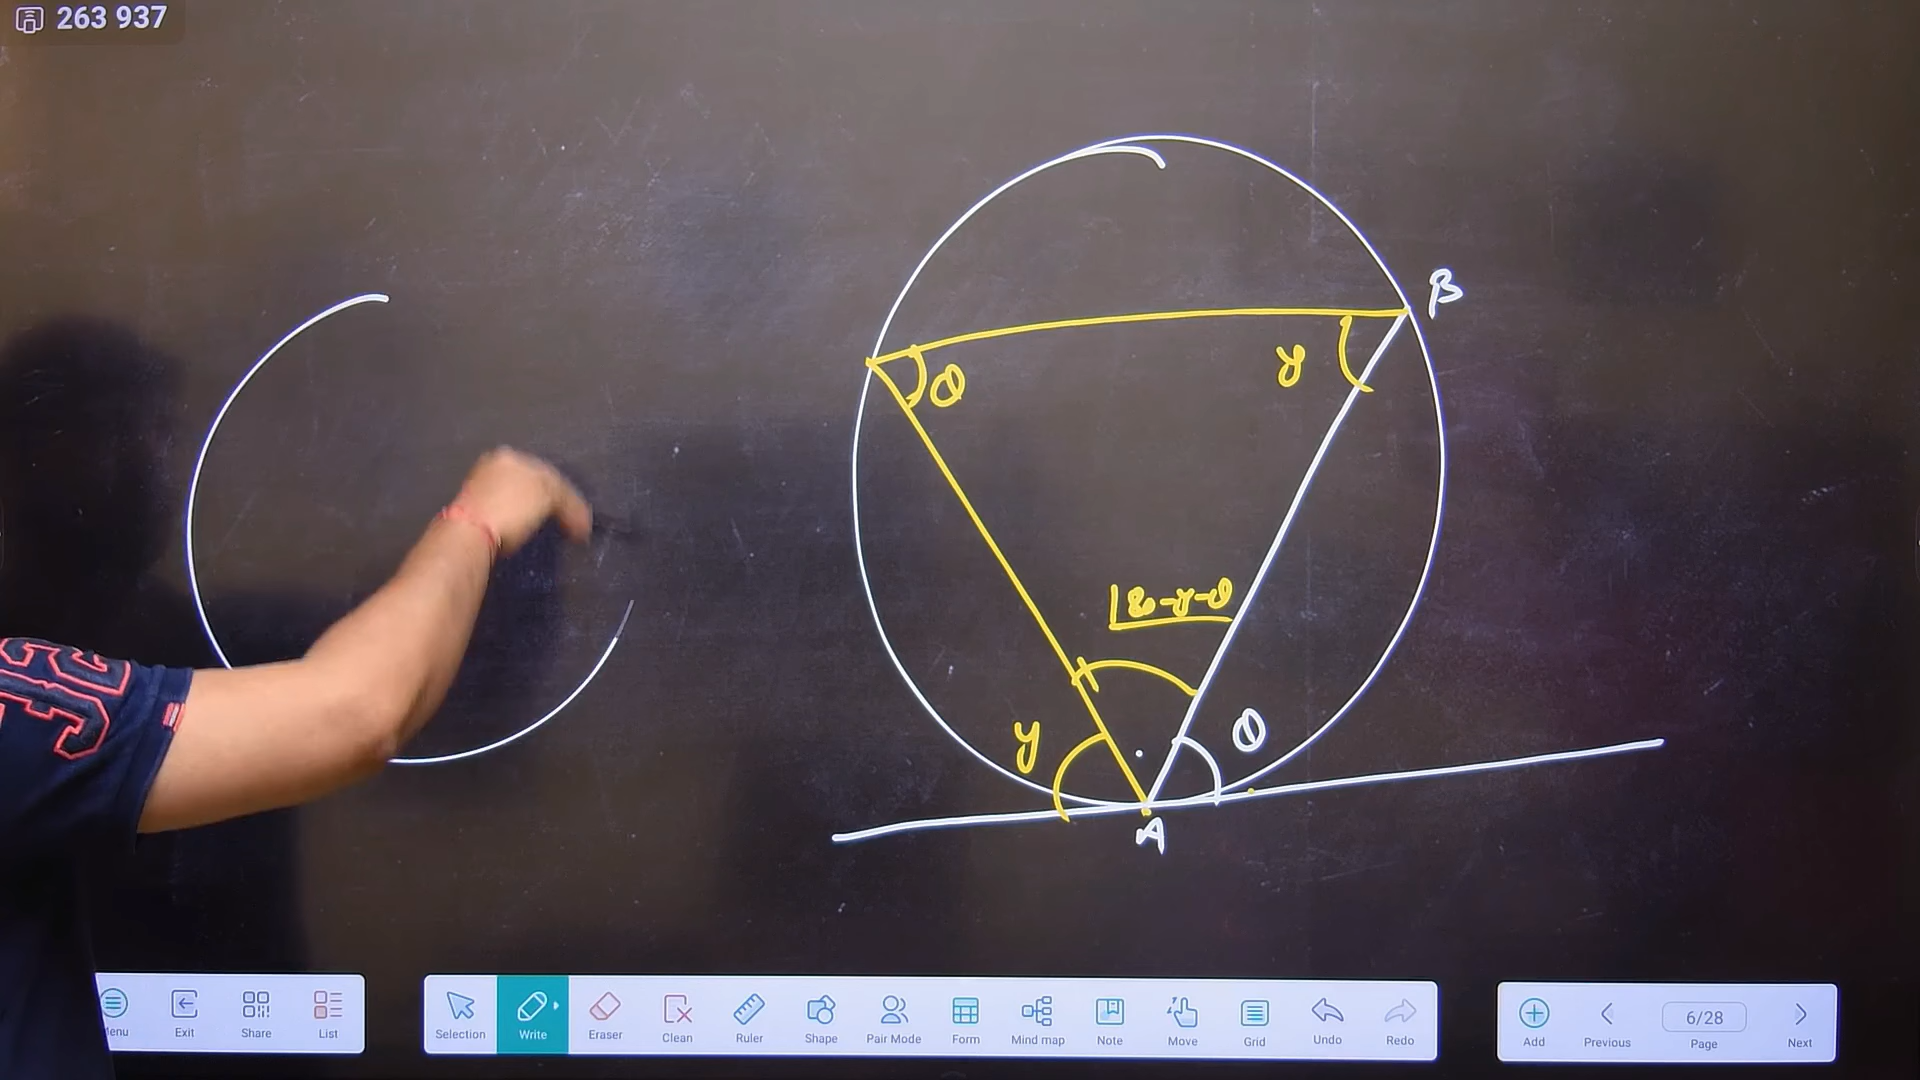 263 937
B
θ
y
180-y-θ
y
θ
A
enu
Exit
Share
List
Selection
Write
Eraser
Clean
Ruler
Shape
Pair Mode
Form
Mind map
Note
Move
Grid
Undo
Redo
Add
Previous
6/28
Page
Next